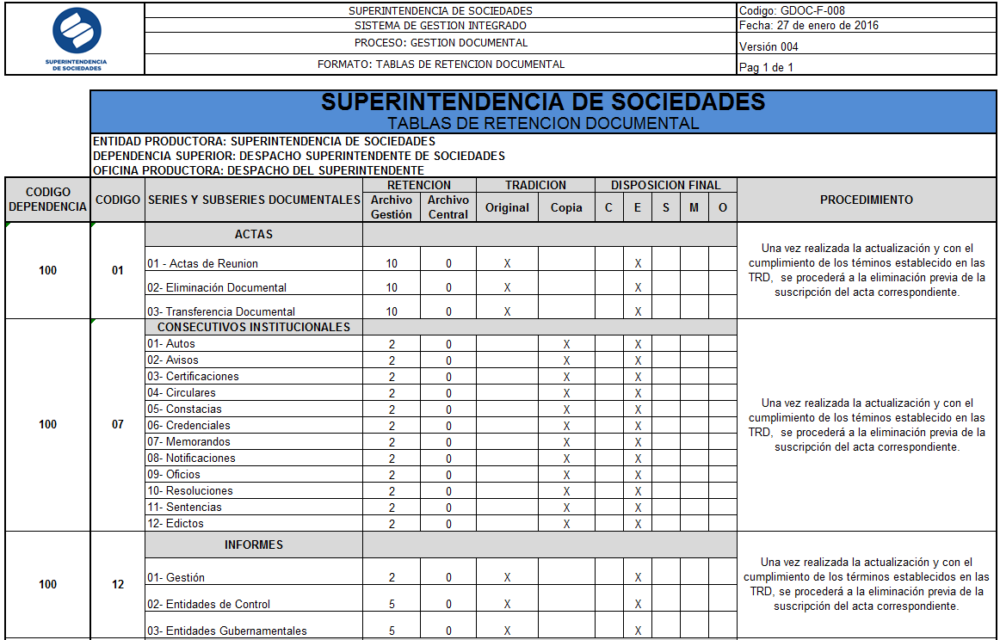 SUPERINTENDENCIA
DE SOCIEDADES
SUPERINTENDENCIA DE SOCIEDADES
SISTEMA DE GESTION INTEGRADO
PROCESO: GESTION DOCUMENTAL
FORMATO: TABLAS DE RETENCION DOCUMENTAL
Codigo: GDOC-F-008
Fecha: 27 de enero de 2016
Versión 004
Pag 1 de 1
SUPERINTENDENCIA DE SOCIEDADES
TABLAS DE RETENCION DOCUMENTAL
ENTIDAD PRODUCTORA: SUPERINTENDENCIA DE SOCIEDADES
DEPENDENCIA SUPERIOR: DESPACHO SUPERINTENDENTE DE SOCIEDADES
OFICINA PRODUCTORA: DESPACHO DEL SUPERINTENDENTE
CODIGO DEPENDENCIA CODIGO SERIES Y SUBSERIES DOCUMENTALES RETENCION TRADICION DISPOSICION FINAL PROCEDIMIENTO
Archivo Gestión Archivo Central Original Copia C E S M O
ACTAS
100 01
01 - Actas de Reunion 10 0 X X
02- Eliminación Documental 10 0 X X
03- Transferencia Documental 10 0 X X
Una vez realizada la actualización y con el
cumplimiento de los téminos establecido en las
TRD, se procederá a la eliminación previa de la
suscripción del acta correspondiente.
CONSECUTIVOS INSTITUCIONALES
100 07
01- Autos 2 0 X X
02- Avisos 2 0 X X
03- Certificaciones 2 0 X X
04- Circulares 2 0 X X
05- Constacias 2 0 X X
06- Credenciales 2 0 X X
07- Memorandos 2 0 X X
08- Notificaciones 2 0 X X
09- Oficios 2 0 X X
10- Resoluciones 2 0 X X
11- Sentencias 2 0 X X
12- Edictos 2 0 X X
Una vez realizada la actualización y con el
cumplimiento de los téminos establecido en las
TRD, se procederá a la eliminación previa de la
suscripción del acta correspondiente.
INFORMES
100 12
01- Gestión 2 0 X X
02- Entidades de Control 5 0 X X
03- Entidades Gubernamentales 5 0 X X
Una vez realizada la actualización y con el
cumplimiento de los términos establecidos en las
TRD, se procederá a la eliminación previa de la
suscripción del acta correspondiente.